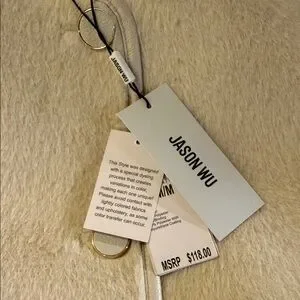 JASON WU
JASON WU
This Style was designed
with a special dyeing
process that creates
variations in color,
making each one unique!
Please avoid contact with
lightly colored fabrics
and upholstery, as some
color transfer can occur.
MSRP $118.00